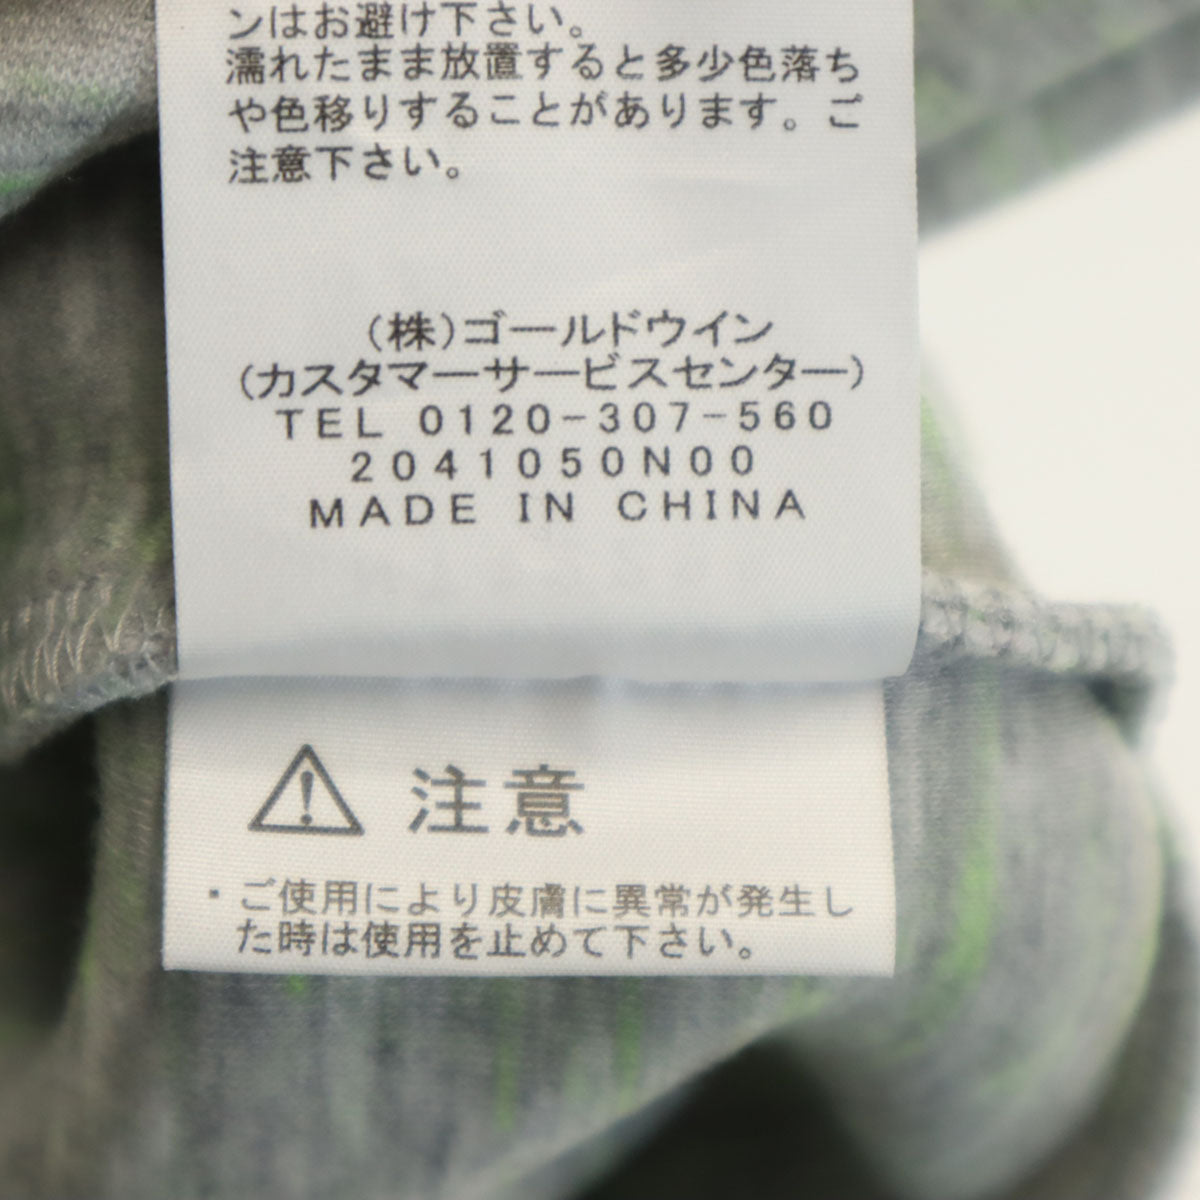 ンはお避け下さい。
濡れたまま放置すると多少色落ち
や色移りすることがあります。ご
注意下さい。
(株)ゴールドウイン
(カスタマーサービスセンター)
TEL 0120-307-560
2041050N00
MADE IN CHINA
注意
・ご使用により皮膚に異常が発生し
た時は使用を止めて下さい。